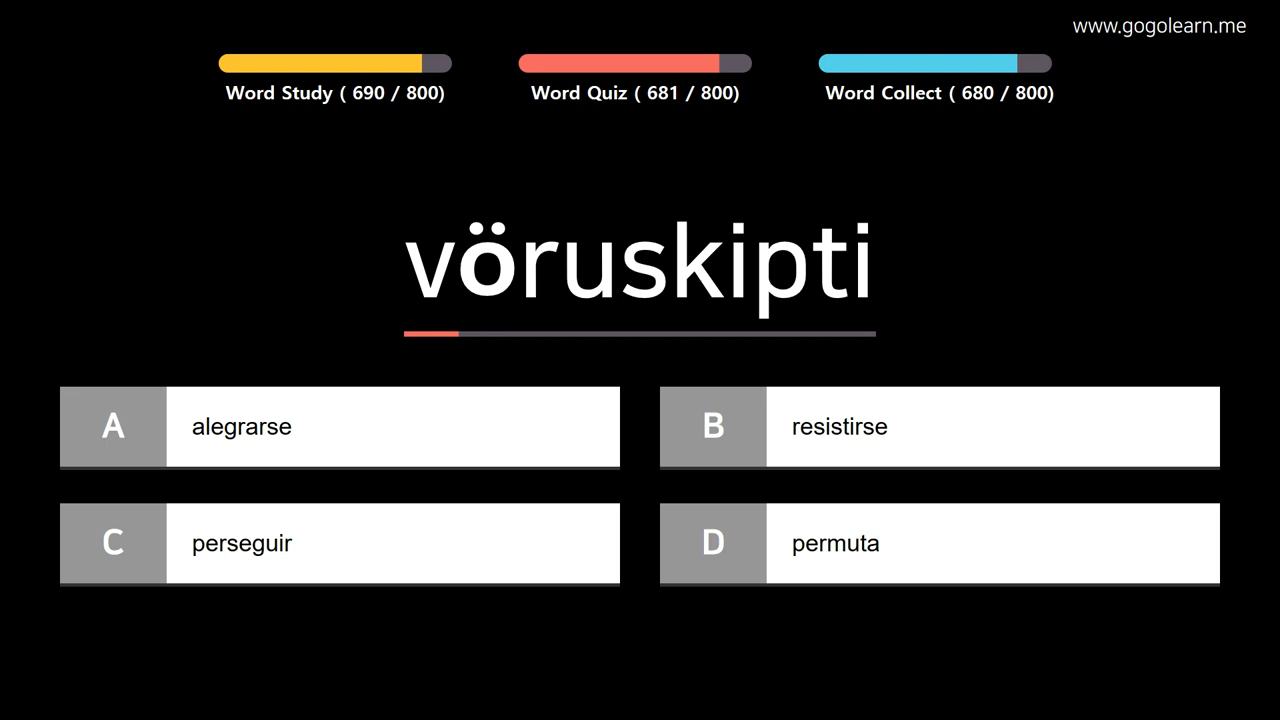 www.gogolearn.me
Word Study ( 690 / 800)
Word Quiz ( 681 / 800)
Word Collect ( 680 / 800)
vöruskipti
A alegrarse
B resistirse
C perseguir
D permuta